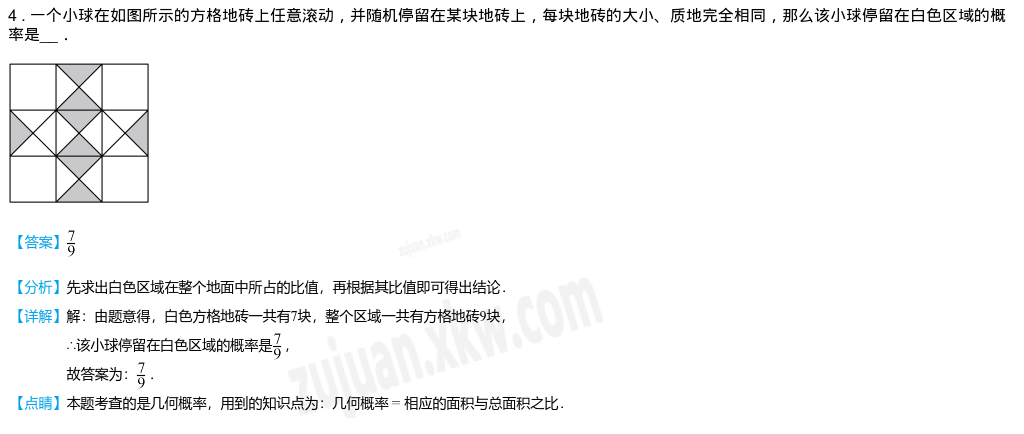 4．一个小球在如图所示的方格地砖上任意滚动，并随机停留在某块地砖上，每块地砖的大小、质地完全相同，那么该小球停留在白色区域的概
率是__．
【答案】7/9
【分析】先求出白色区域在整个地面中所占的比值，再根据其比值即可得出结论．
【详解】解：由题意得，白色方格地砖一共有7块，整个区域一共有方格地砖9块，
∴该小球停留在白色区域的概率是7/9，
故答案为：7/9．
【点睛】本题考查的是几何概率，用到的知识点为：几何概率＝相应的面积与总面积之比．
zujuan.xkw.com
zujuan.xkw.com